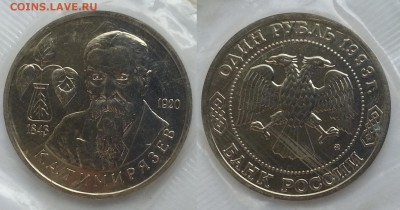 COINS.LAVE.RU
1843
1920
К.А.ТИМИРЯЗЕВ
ОДИН РУБЛЬ 1993 г.
БАНК РОССИИ